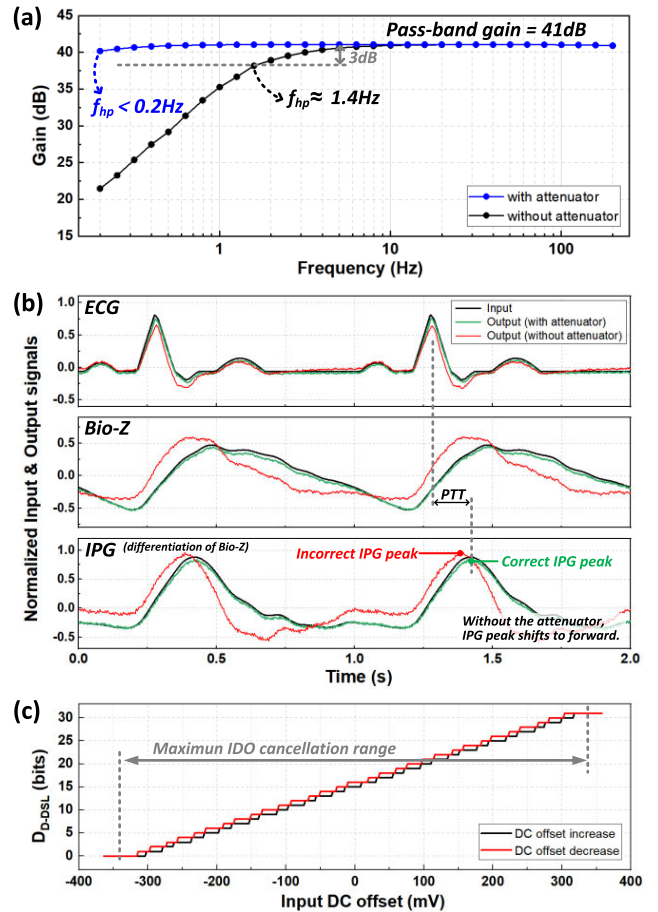 (a)
Pass-band gain = 41dB
3dB
fhp < 0.2Hz
fhp ≈ 1.4Hz
Gain (dB)
45
40
35
30
25
20
15
with attenuator
without attenuator
1
10
100
Frequency (Hz)
(b)
Normalized Input & Output signals
ECG
1.0
0.5
0.0
-0.5
Input
Output (with attenuator)
Output (without attenuator)
Bio-Z
0.5
0.0
-0.5
PTT
IPG (differentiation of Bio-Z)
Incorrect IPG peak
Correct IPG peak
1.0
0.5
0.0
-0.5
Without the attenuator,
IPG peak shifts to forward.
0.0
0.5
1.0
1.5
2.0
Time (s)
(c)
DD-DSL (bits)
30
25
20
15
10
5
0
Maximun IDO cancellation range
DC offset increase
DC offset decrease
-400
-300
-200
-100
0
100
200
300
400
Input DC offset (mV)